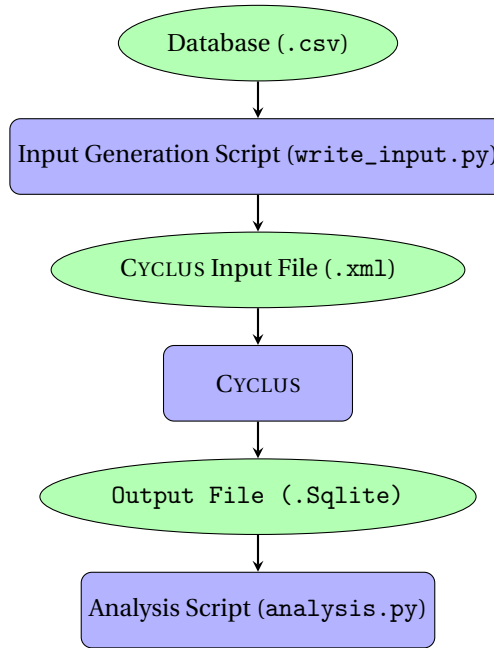 Database (.csv)
Input Generation Script (write_input.py)
CYCLUS Input File (.xml)
CYCLUS
Output File (.Sqlite)
Analysis Script (analysis.py)